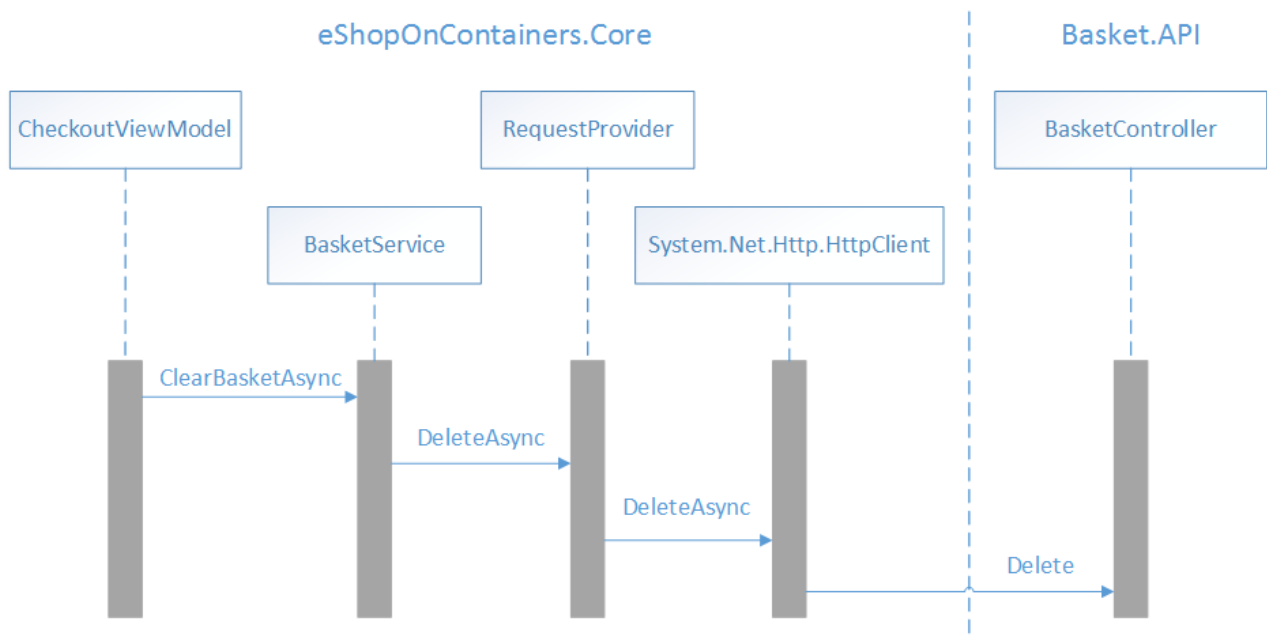 eShopOnContainers.Core
Basket.API
CheckoutViewModel
RequestProvider
BasketController
BasketService
System.Net.Http.HttpClient
ClearBasketAsync
DeleteAsync
DeleteAsync
Delete